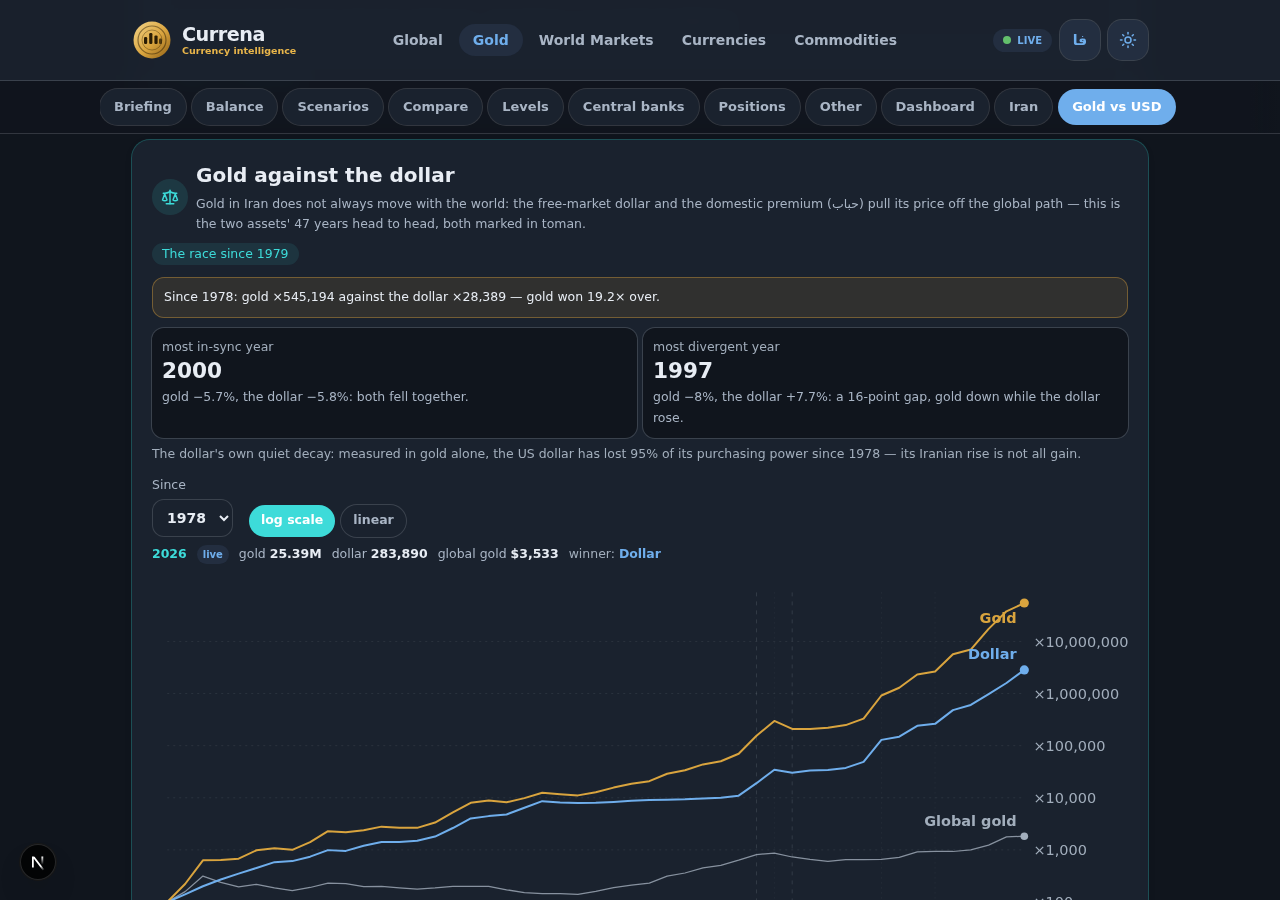 Currena
Currency intelligence
Global
Gold
World Markets
Currencies
Commodities
LIVE
فا
Briefing
Balance
Scenarios
Compare
Levels
Central banks
Positions
Other
Dashboard
Iran
Gold vs USD
Gold against the dollar
Gold in Iran does not always move with the world: the free-market dollar and the domestic premium (حباب) pull its price off the global path — this is
the two assets' 47 years head to head, both marked in toman.
The race since 1979
Since 1978: gold ×545,194 against the dollar ×28,389 — gold won 19.2× over.
most in-sync year
2000
gold −5.7%, the dollar −5.8%: both fell together.
most divergent year
1997
gold −8%, the dollar +7.7%: a 16-point gap, gold down while the dollar
rose.
The dollar's own quiet decay: measured in gold alone, the US dollar has lost 95% of its purchasing power since 1978 — its Iranian rise is not all gain.
Since
1978
log scale
linear
2026 live gold 25.39M dollar 283,890 global gold $3,533 winner: Dollar
Gold
×10,000,000
Dollar
×1,000,000
×100,000
×10,000
Global gold
×1,000
×100
N